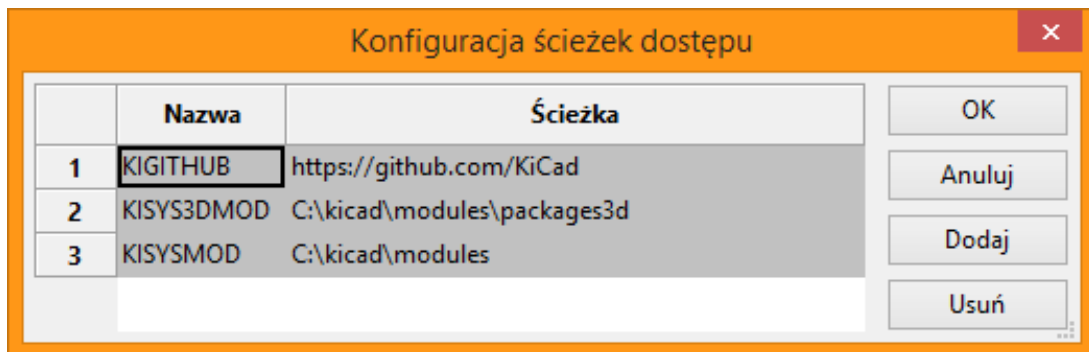 Konfiguracja ścieżek dostępu
Nazwa Ścieżka
1 KIGITHUB https://github.com/KiCad
2 KISYS3DMOD C:\kicad\modules\packages3d
3 KISYSMOD C:\kicad\modules
OK
Anuluj
Dodaj
Usuń